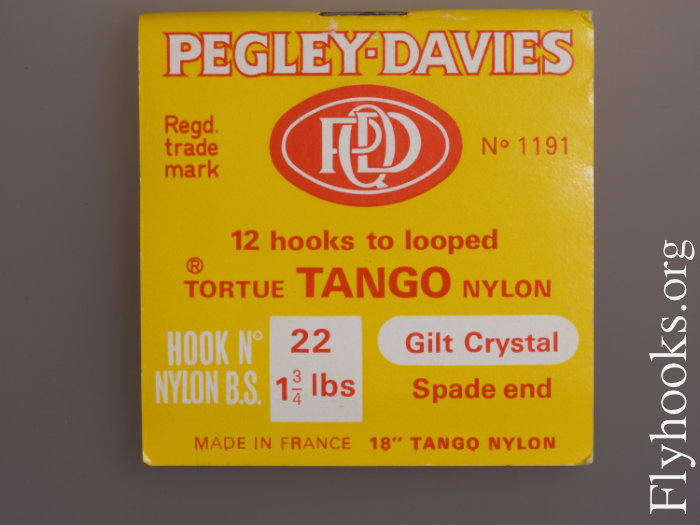 PEGLEY-DAVIES
Regd.
trade
mark
Nº 1191
12 hooks to looped
® TORTUE TANGO NYLON
HOOK Nº 22
NYLON B.S. 1 3/4 lbs
Gilt Crystal
Spade end
MADE IN FRANCE 18" TANGO NYLON
Flyhooks.org